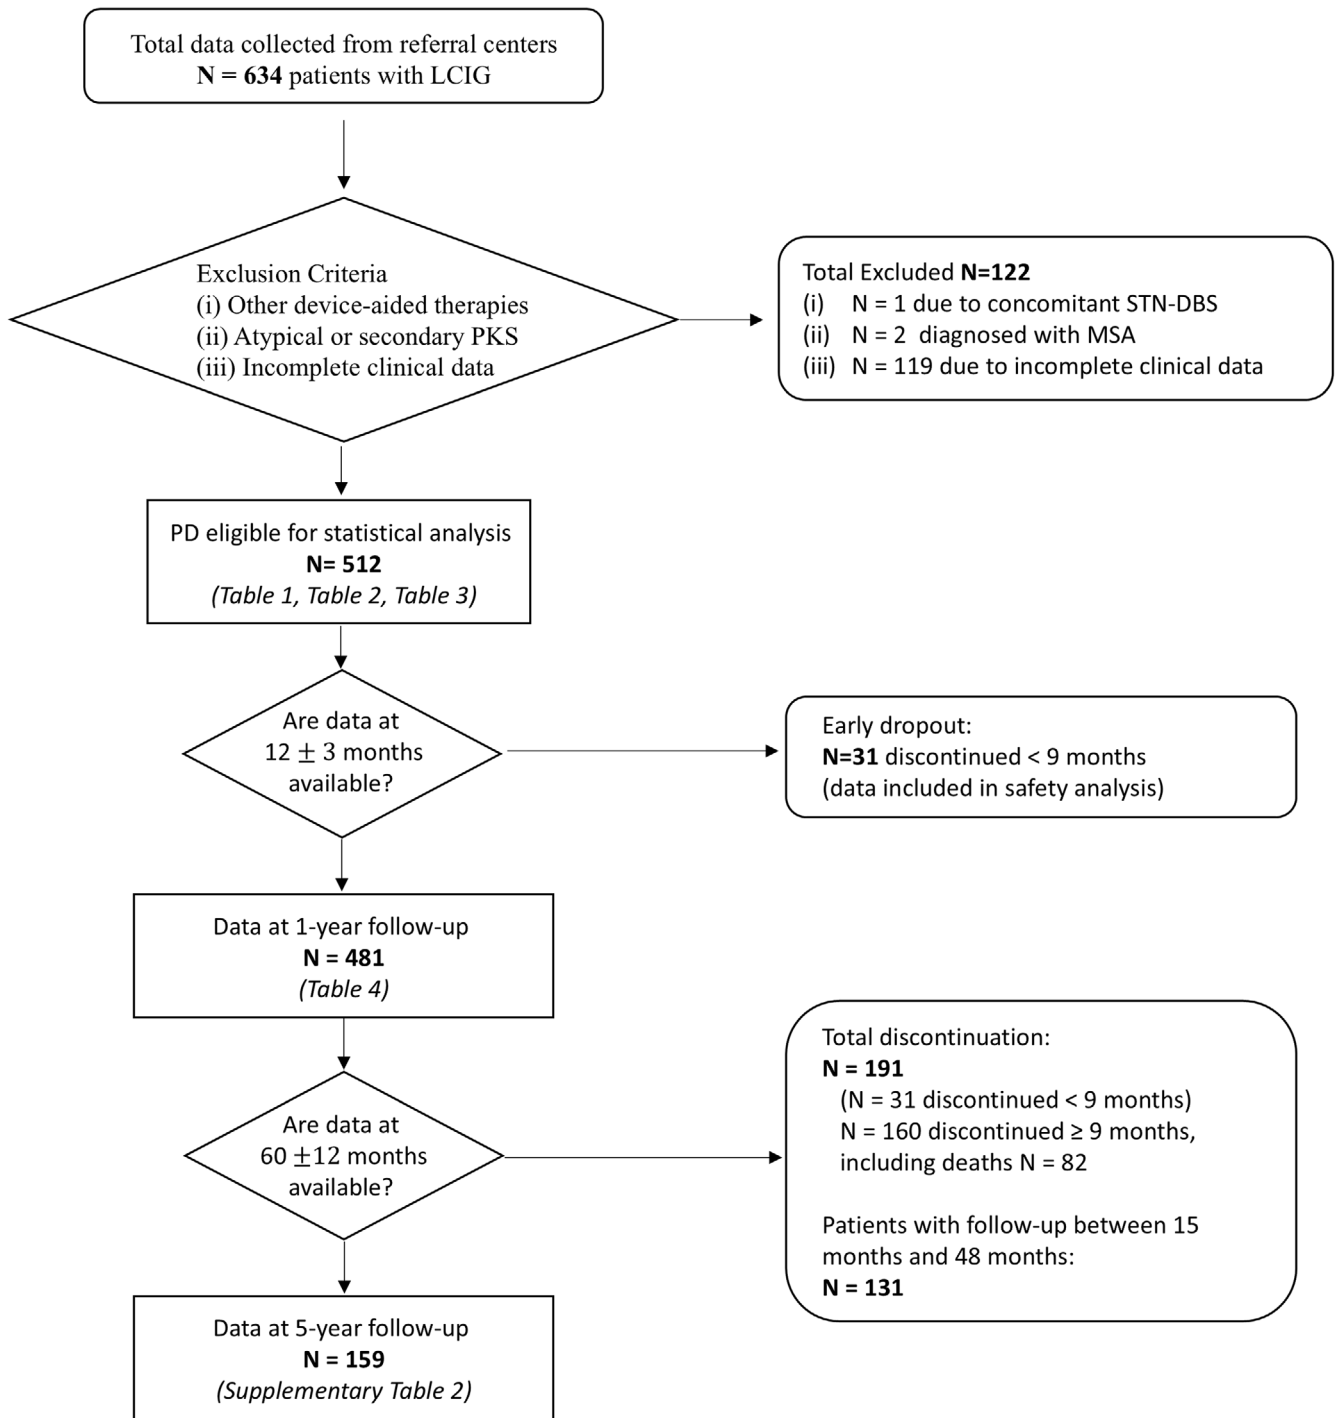 Total data collected from referral centers
N = 634 patients with LCIG
Exclusion Criteria
(i) Other device-aided therapies
(ii) Atypical or secondary PKS
(iii) Incomplete clinical data
Total Excluded N=122
(i) N = 1 due to concomitant STN-DBS
(ii) N = 2 diagnosed with MSA
(iii) N = 119 due to incomplete clinical data
PD eligible for statistical analysis
N= 512
(Table 1, Table 2, Table 3)
Are data at
12 ± 3 months
available?
Early dropout:
N=31 discontinued < 9 months
(data included in safety analysis)
Data at 1-year follow-up
N = 481
(Table 4)
Are data at
60 ±12 months
available?
Total discontinuation:
N = 191
(N = 31 discontinued < 9 months)
N = 160 discontinued ≥ 9 months,
including deaths N = 82
Patients with follow-up between 15
months and 48 months:
N = 131
Data at 5-year follow-up
N = 159
(Supplementary Table 2)